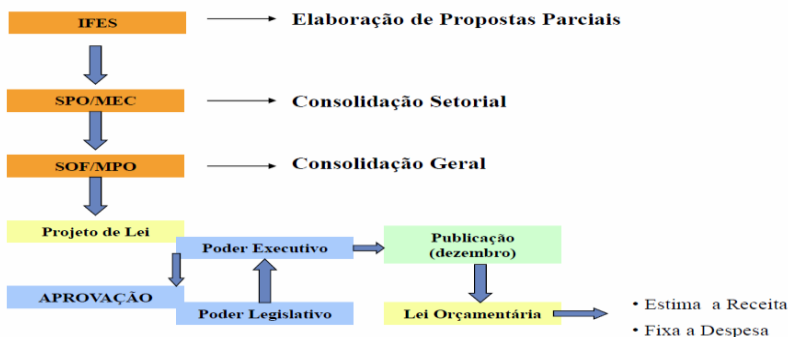 IFES
Elaboração de Propostas Parciais
SPO/MEC
Consolidação Setorial
SOF/MPO
Consolidação Geral
Projeto de Lei
Poder Executivo
Publicação
(dezembro)
APROVAÇÃO
Poder Legislativo
Lei Orçamentária
• Estima a Receita
• Fixa a Despesa